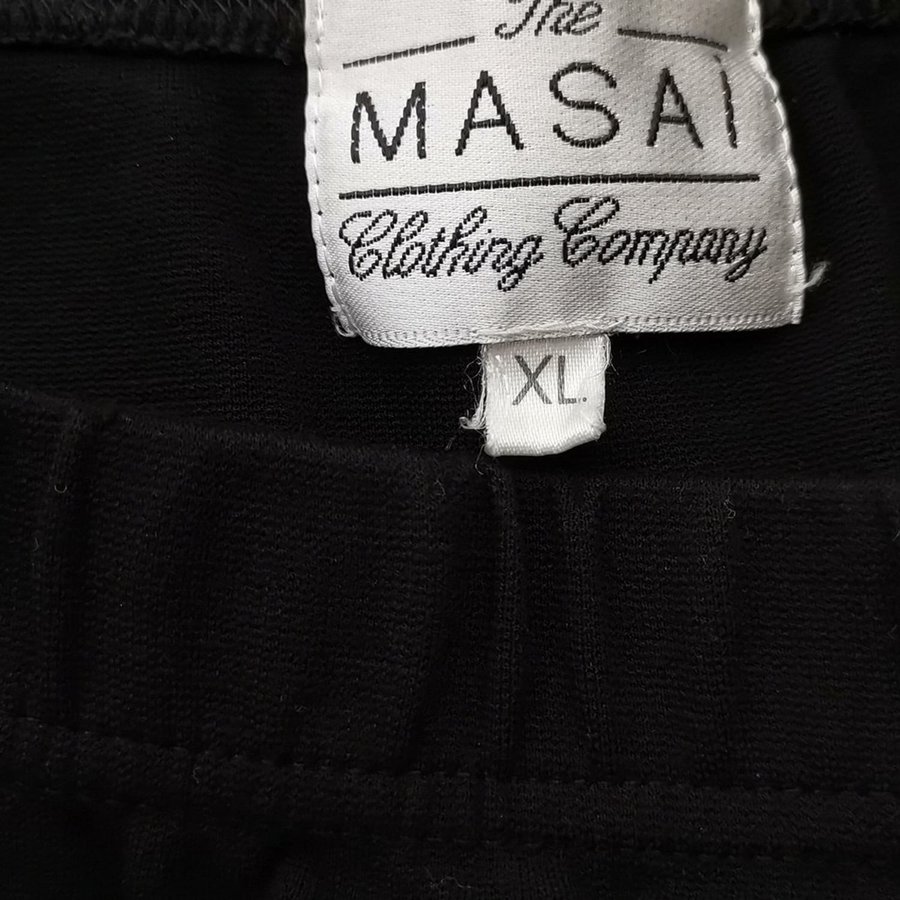 The
MASAI
Clothing Company
XL.